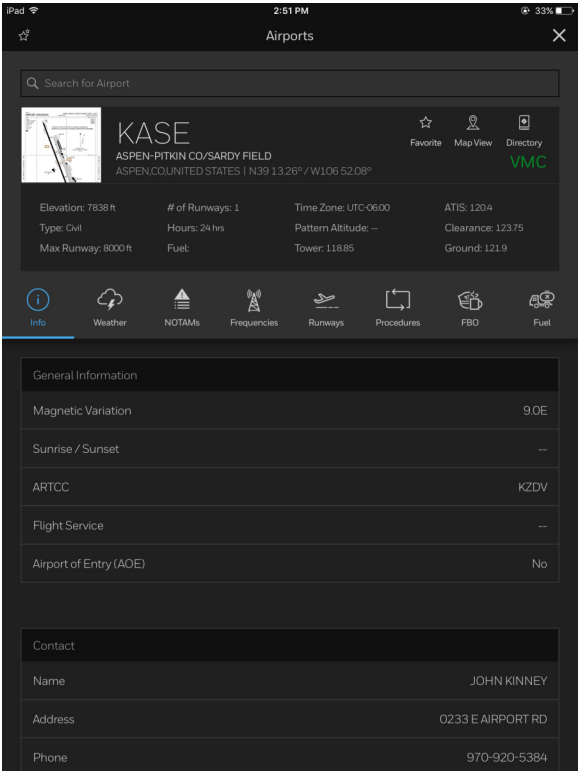 iPad 2:51 PM 33%
Airports
Search for Airport
KASE
ASPEN-PITKIN CO/SARDY FIELD
ASPEN,CO,UNITED STATES | N39 13.26° / W106 52.08°
Favorite Map View Directory
VMC
Elevation: 7838 ft # of Runways: 1 Time Zone: UTC-06:00 ATIS: 120.4
Type: Civil Hours: 24 hrs Pattern Altitude: -- Clearance: 123.75
Max Runway: 8000 ft Fuel: Tower: 118.85 Ground: 121.9
Info Weather NOTAMs Frequencies Runways Procedures FBO Fuel
General Information
Magnetic Variation 9.0E
Sunrise / Sunset --
ARTCC KZDV
Flight Service --
Airport of Entry (AOE) No
Contact
Name JOHN KINNEY
Address 0233 E AIRPORT RD
Phone 970-920-5384